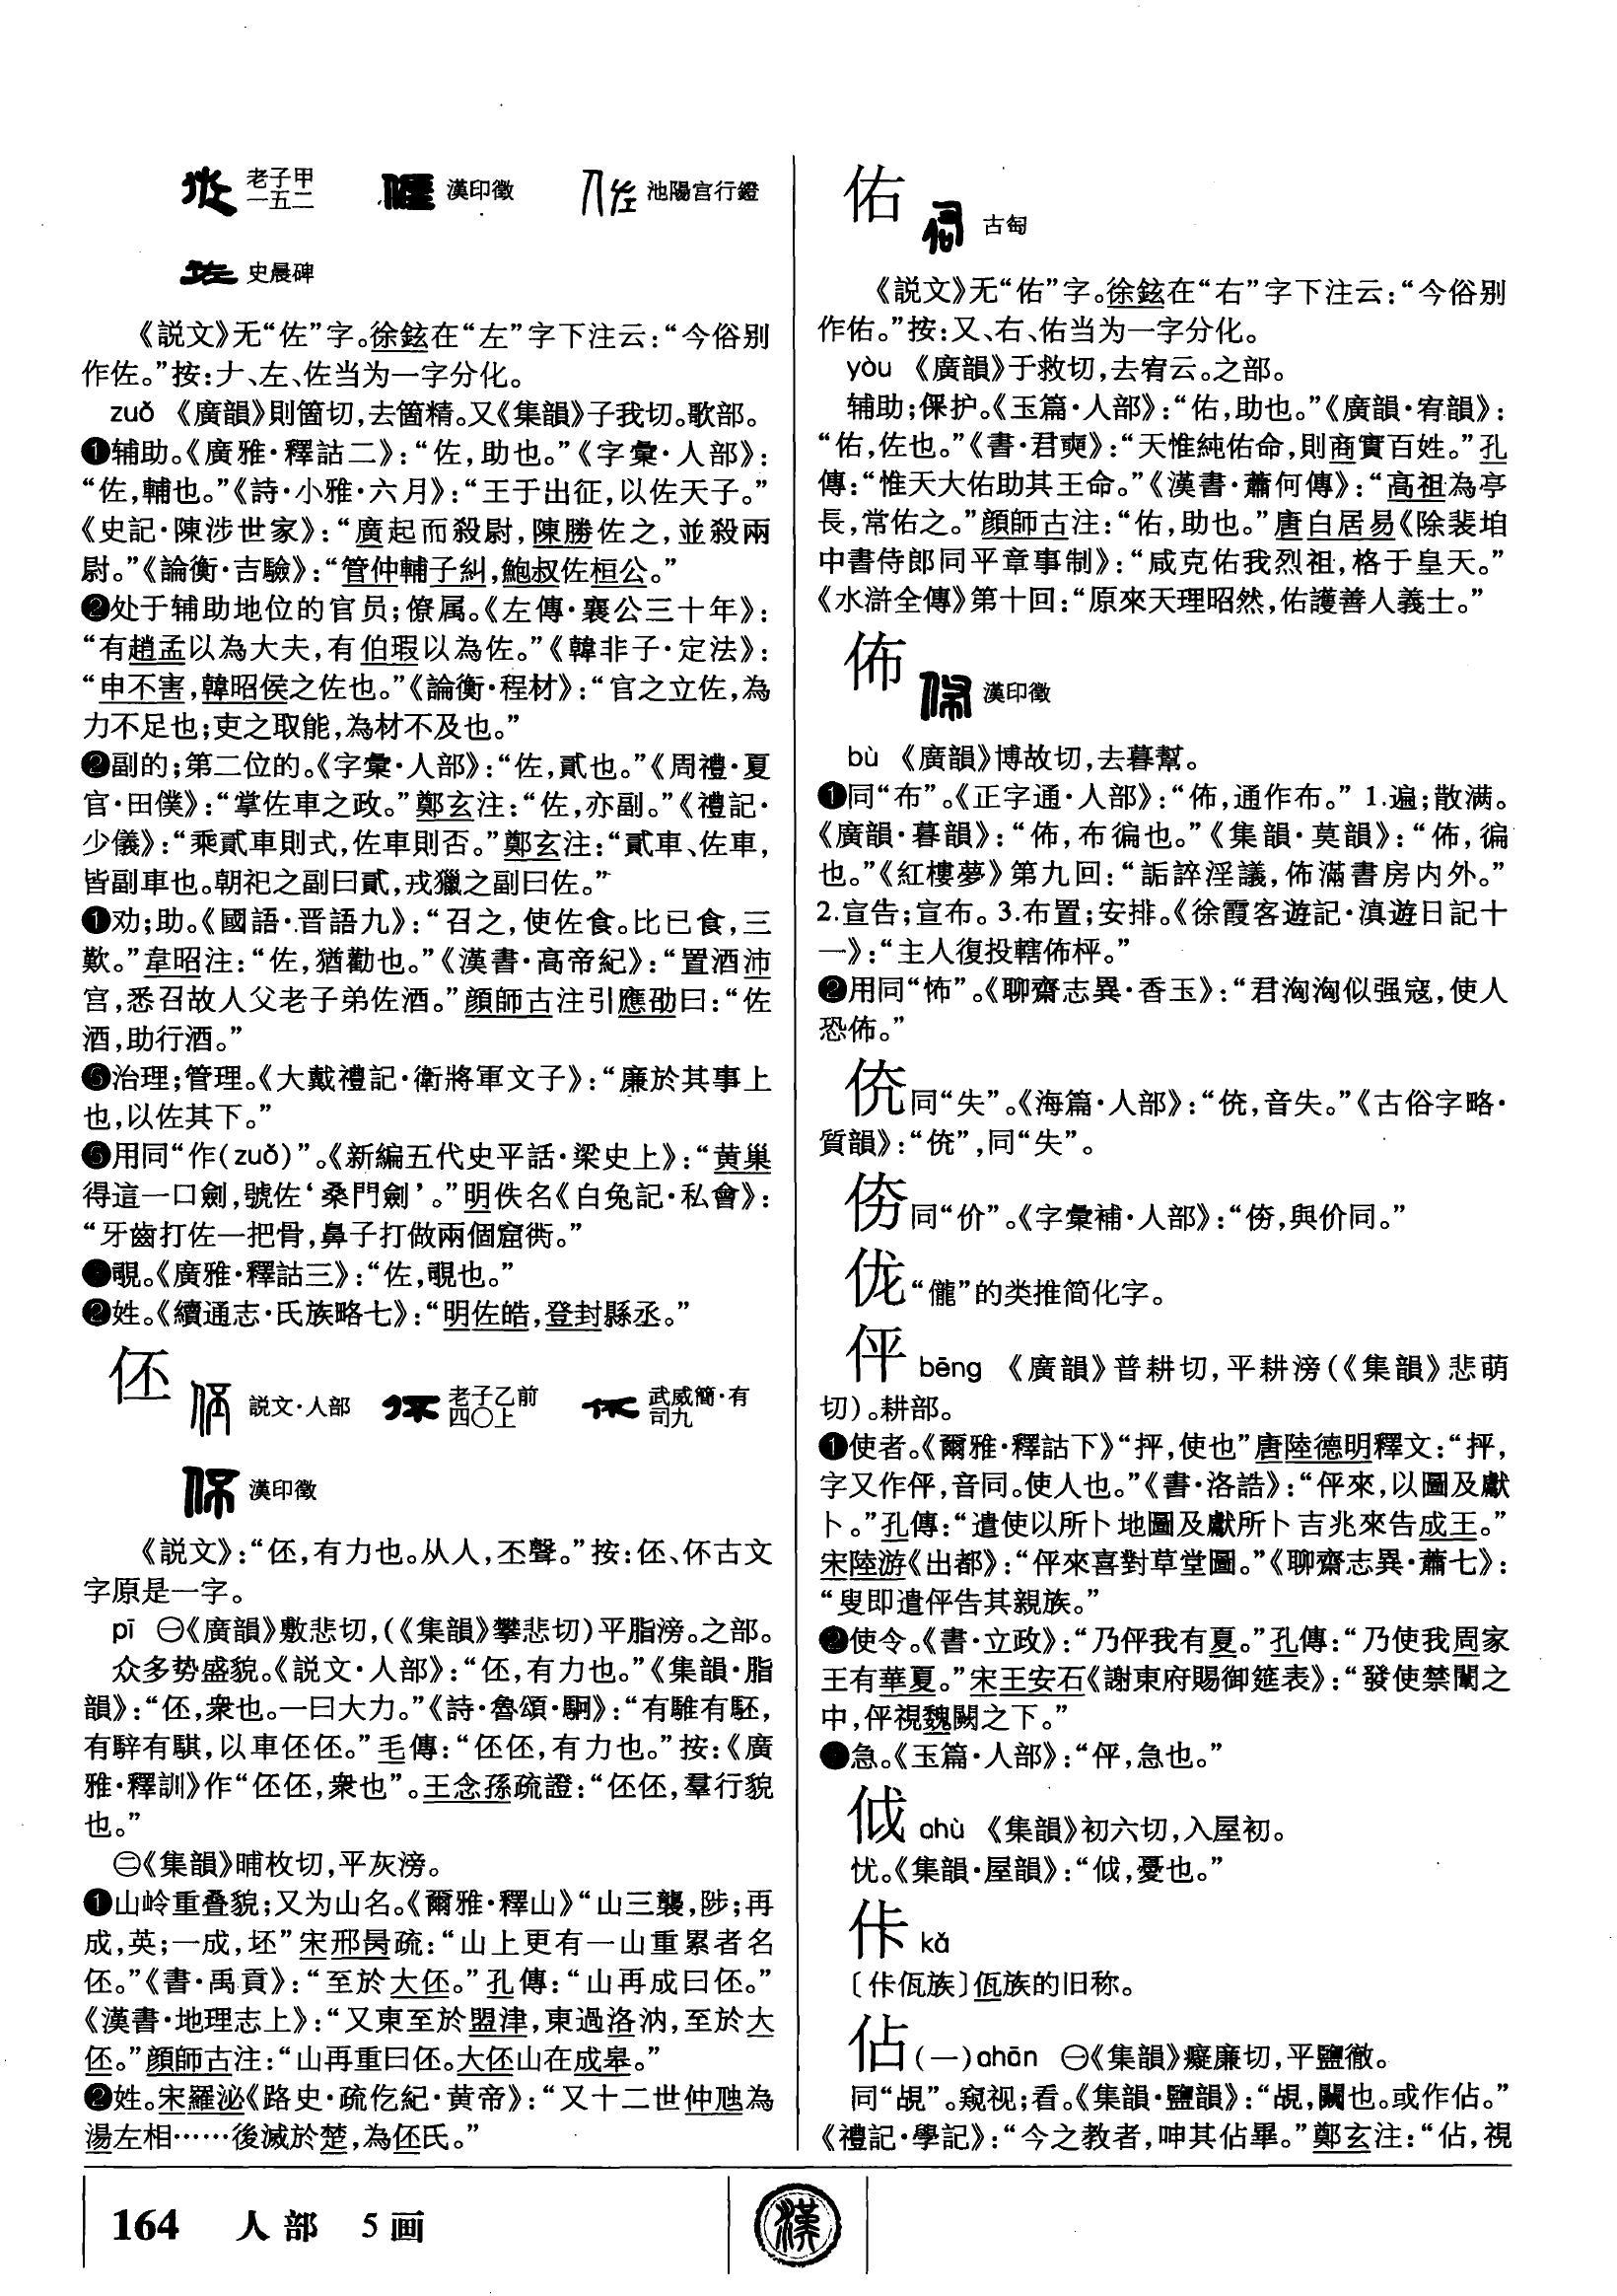 老子甲
一五二
漢印徵
池陽宫行鐙
史晨碑
《説文》无“佐”字。徐鉉在“左”字下注云：“今俗别
作佐。”按：𠂇、左、佐当为一字分化。
zuǒ 《廣韻》則箇切，去箇精。又《集韻》子我切。歌部。
❶辅助。《廣雅·釋詁二》：“佐，助也。”《字彙·人部》：
“佐，輔也。”《詩·小雅·六月》：“王于出征，以佐天子。”
《史記·陳涉世家》：“廣起而殺尉，陳勝佐之，並殺兩
尉。”《論衡·吉驗》：“管仲輔子糾，鮑叔佐桓公。”
❷处于辅助地位的官员；僚属。《左傳·襄公三十年》：
“有趙孟以為大夫，有伯瑕以為佐。”《韓非子·定法》：
“申不害，韓昭侯之佐也。”《論衡·程材》：“官之立佐，為
力不足也；吏之取能，為材不及也。”
❷副的；第二位的。《字彙·人部》：“佐，貳也。”《周禮·夏
官·田僕》：“掌佐車之政。”鄭玄注：“佐，亦副。”《禮記·
少儀》：“乘貳車則式，佐車則否。”鄭玄注：“貳車、佐車，
皆副車也。朝祀之副曰貳，戎獵之副曰佐。”
❶劝；助。《國語·晋語九》：“召之，使佐食。比已食，三
歎。”韋昭注：“佐，猶勸也。”《漢書·高帝紀》：“置酒沛
宫，悉召故人父老子弟佐酒。”顔師古注引應劭曰：“佐
酒，助行酒。”
❺治理；管理。《大戴禮記·衛將軍文子》：“廉於其事上
也，以佐其下。”
❻用同“作(zuǒ)”。《新編五代史平話·梁史上》：“黄巢
得這一口劍，號佐‘桑門劍’。”明佚名《白兔記·私會》：
“牙齒打佐一把骨，鼻子打做兩個窟衖。”
●覗。《廣雅·釋詁三》：“佐，覗也。”
❷姓。《續通志·氏族略七》：“明佐皓，登封縣丞。”
伾
説文·人部
老子乙前
四〇上
武威簡·有
司九
漢印徵
《説文》：“伾，有力也。从人，丕聲。”按：伾、伓古文
字原是一字。
pī ㊀《廣韻》敷悲切，(《集韻》攀悲切)平脂滂。之部。
众多势盛貌。《説文·人部》：“伾，有力也。”《集韻·脂
韻》：“伾，衆也。一曰大力。”《詩·魯頌·駉》：“有騅有駓，
有騂有騏，以車伾伾。”毛傳：“伾伾，有力也。”按：《廣
雅·釋訓》作“伾伾，衆也”。王念孫疏證：“伾伾，羣行貌
也。”
㊁《集韻》晡枚切，平灰滂。
❶山岭重叠貌；又为山名。《爾雅·釋山》“山三襲，陟；再
成，英；一成，坯”宋邢昺疏：“山上更有一山重累者名
伾。”《書·禹貢》：“至於大伾。”孔傳：“山再成曰伾。”
《漢書·地理志上》：“又東至於盟津，東過洛汭，至於大
伾。”顔師古注：“山再重曰伾。大伾山在成皋。”
❷姓。宋羅泌《路史·疏仡紀·黄帝》：“又十二世仲虺為
湯左相……後滅於楚，為伾氏。”
佑
古匋
《説文》无“佑”字。徐鉉在“右”字下注云：“今俗别
作佑。”按：又、右、佑当为一字分化。
yòu 《廣韻》于救切，去宥云。之部。
辅助；保护。《玉篇·人部》：“佑，助也。”《廣韻·宥韻》：
“佑，佐也。”《書·君奭》：“天惟純佑命，則商實百姓。”孔
傳：“惟天大佑助其王命。”《漢書·蕭何傳》：“高祖為亭
長，常佑之。”顔師古注：“佑，助也。”唐白居易《除裴垍
中書侍郎同平章事制》：“咸克佑我烈祖，格于皇天。”
《水滸全傳》第十回：“原來天理昭然，佑護善人義士。”
佈
漢印徵
bù 《廣韻》博故切，去暮幫。
❶同“布”。《正字通·人部》：“佈，通作布。” 1.遍；散满。
《廣韻·暮韻》：“佈，布徧也。”《集韻·莫韻》：“佈，徧
也。”《紅樓夢》第九回：“詬誶淫議，佈滿書房内外。”
2.宣告；宣布。3.布置；安排。《徐霞客遊記·滇遊日記十
一》：“主人復投轄佈枰。”
❷用同“怖”。《聊齋志異·香玉》：“君洶洶似强寇，使人
恐佈。”
同“失”。《海篇·人部》：“，音失。”《古俗字略·
質韻》：“”，同“失”。
同“价”。《字彙補·人部》：“，與价同。”
㑝“儱”的类推简化字。
伻 bēng 《廣韻》普耕切，平耕滂(《集韻》悲萌
切)。耕部。
❶使者。《爾雅·釋詁下》“抨，使也”唐陸德明釋文：“抨，
字又作伻，音同。使人也。”《書·洛誥》：“伻來，以圖及獻
卜。”孔傳：“遣使以所卜地圖及獻所卜吉兆來告成王。”
宋陸游《出都》：“伻來喜對草堂圖。”《聊齋志異·蕭七》：
“叟即遣伻告其親族。”
❷使令。《書·立政》：“乃伻我有夏。”孔傳：“乃使我周家
王有華夏。”宋王安石《謝東府賜御筵表》：“發使禁闈之
中，伻視魏闕之下。”
●急。《玉篇·人部》：“伻，急也。”
㑁 chù 《集韻》初六切，入屋初。
忧。《集韻·屋韻》：“㑁，憂也。”
佧 kǎ
〔佧佤族〕佤族的旧称。
佔 (一)chān ㊀《集韻》癡廉切，平鹽徹。
同“覘”。窥视；看。《集韻·鹽韻》：“覘，闚也。或作佔。”
《禮記·學記》：“今之教者，呻其佔畢。”鄭玄注：“佔，視
164 人部 5画
漢